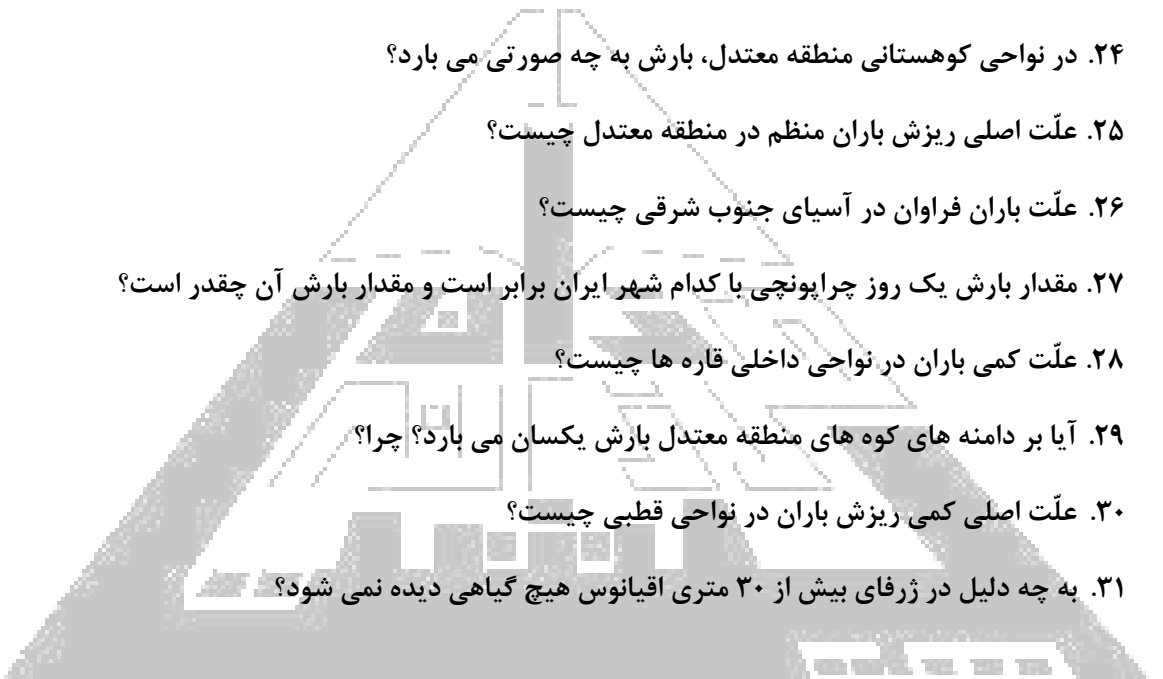 ۲۴. در نواحی کوهستانی منطقه معتدل، بارش به چه صورتی می بارد؟
۲۵. علّت اصلی ریزش باران منظم در منطقه معتدل چیست؟
۲۶. علّت باران فراوان در آسیای جنوب شرقی چیست؟
۲۷. مقدار بارش یک روز چراپونچی با کدام شهر ایران برابر است و مقدار بارش آن چقدر است؟
۲۸. علّت کمی باران در نواحی داخلی قاره ها چیست؟
۲۹. آیا بر دامنه های کوه های منطقه معتدل بارش یکسان می بارد؟ چرا؟
۳۰. علّت اصلی کمی ریزش باران در نواحی قطبی چیست؟
۳۱. به چه دلیل در ژرفای بیش از ۳۰ متری اقیانوس هیچ گیاهی دیده نمی شود؟